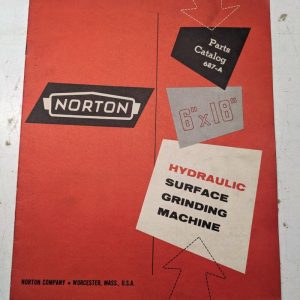 Parts
Catalog
687-A
NORTON
6" x 18"
HYDRAULIC
SURFACE
GRINDING
MACHINE
NORTON COMPANY • WORCESTER, MASS., U.S.A.